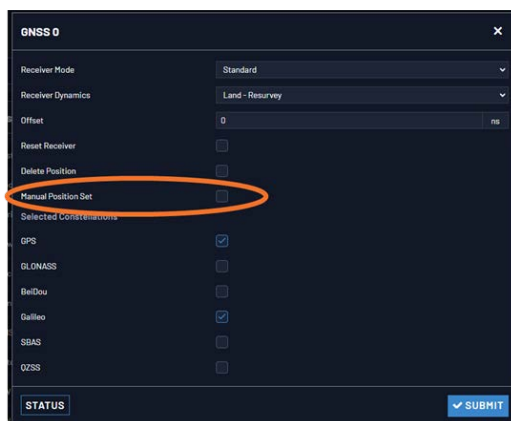 GNSS 0
Receiver Mode Standard
Receiver Dynamics Land - Resurvey
Offset 0 ns
Reset Receiver
Delete Position
Manual Position Set
Selected Constellations
GPS
GLONASS
BeiDou
Galileo
SBAS
QZSS
STATUS SUBMIT